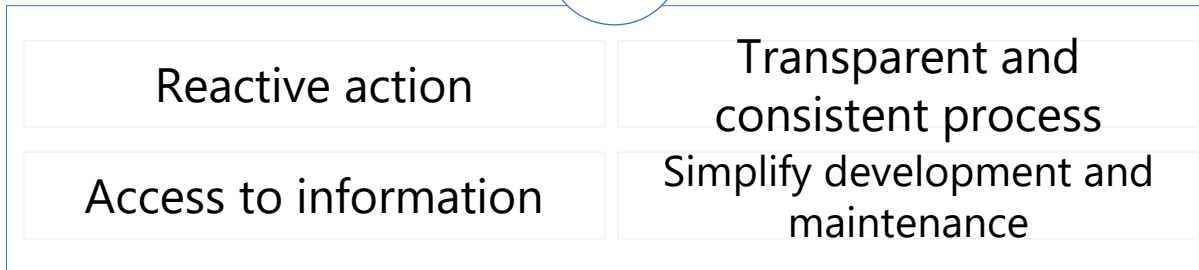 Reactive action
Transparent and
consistent process
Access to information
Simplify development and
maintenance